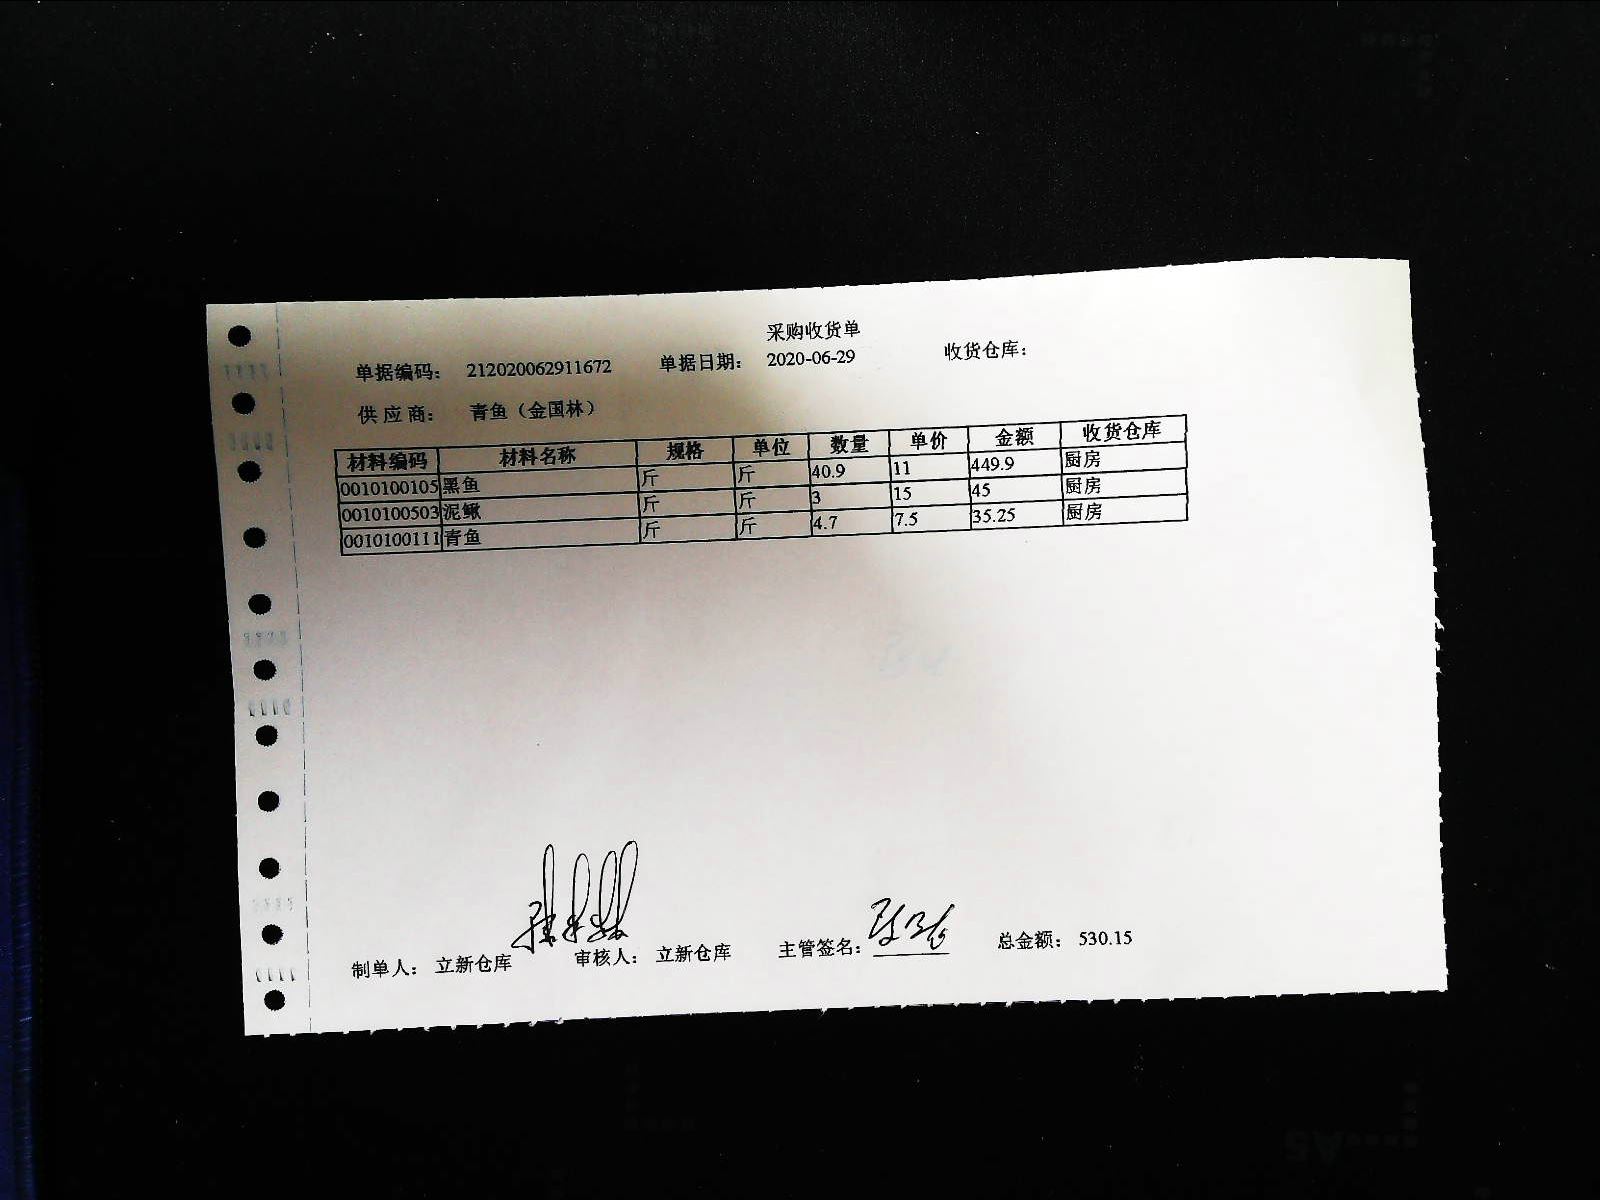 采购收货单
单据编码： 212020062911672 单据日期： 2020-06-29 收货仓库：
供 应 商： 青鱼（金国林）
材料编码 材料名称 规格 单位 数量 单价 金额 收货仓库
0010100105 黑鱼 斤 斤 40.9 11 449.9 厨房
0010100503 泥鳅 斤 斤 3 15 45 厨房
0010100111 青鱼 斤 斤 4.7 7.5 35.25 厨房
制单人： 立新仓库 审核人： 立新仓库 主管签名： 总金额： 530.15